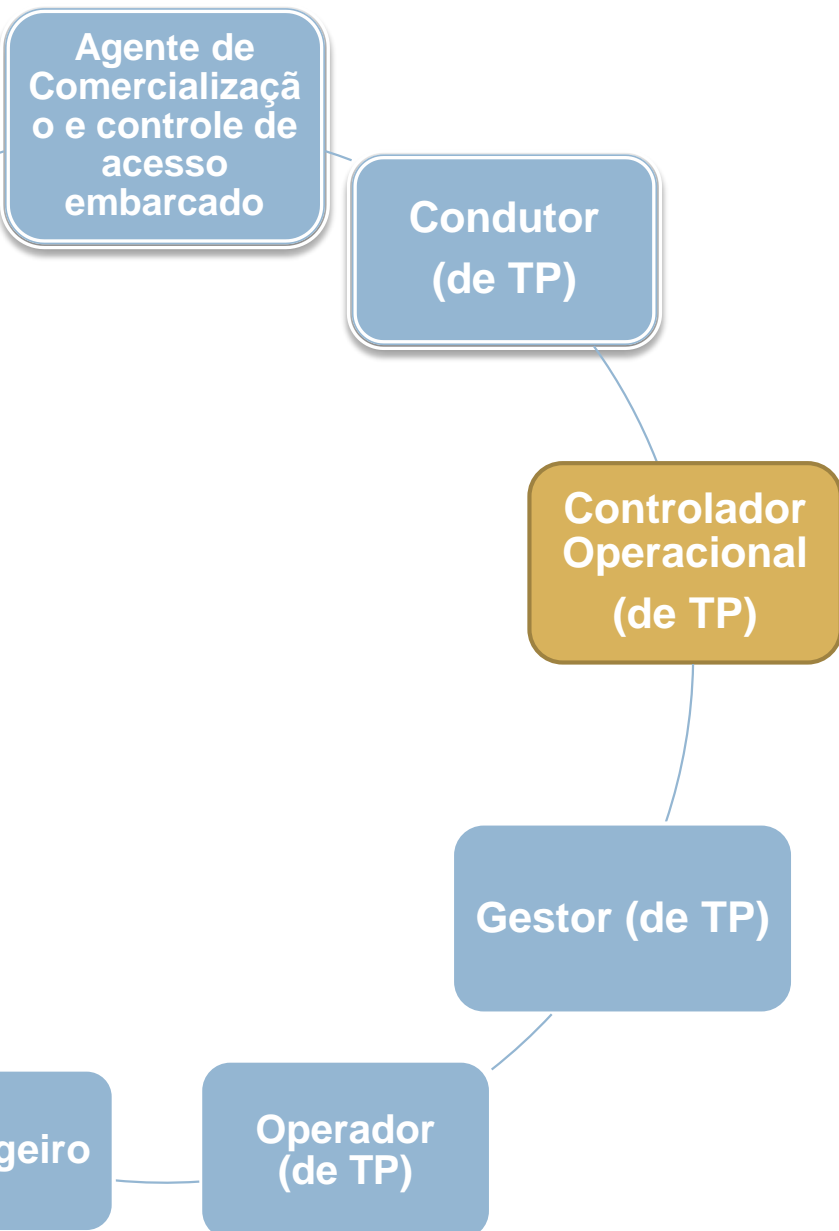 Agente de
Comercializaçã
o e controle de
acesso
embarcado
Condutor
(de TP)
Controlador
Operacional
(de TP)
Gestor (de TP)
Operador
(de TP)
geiro